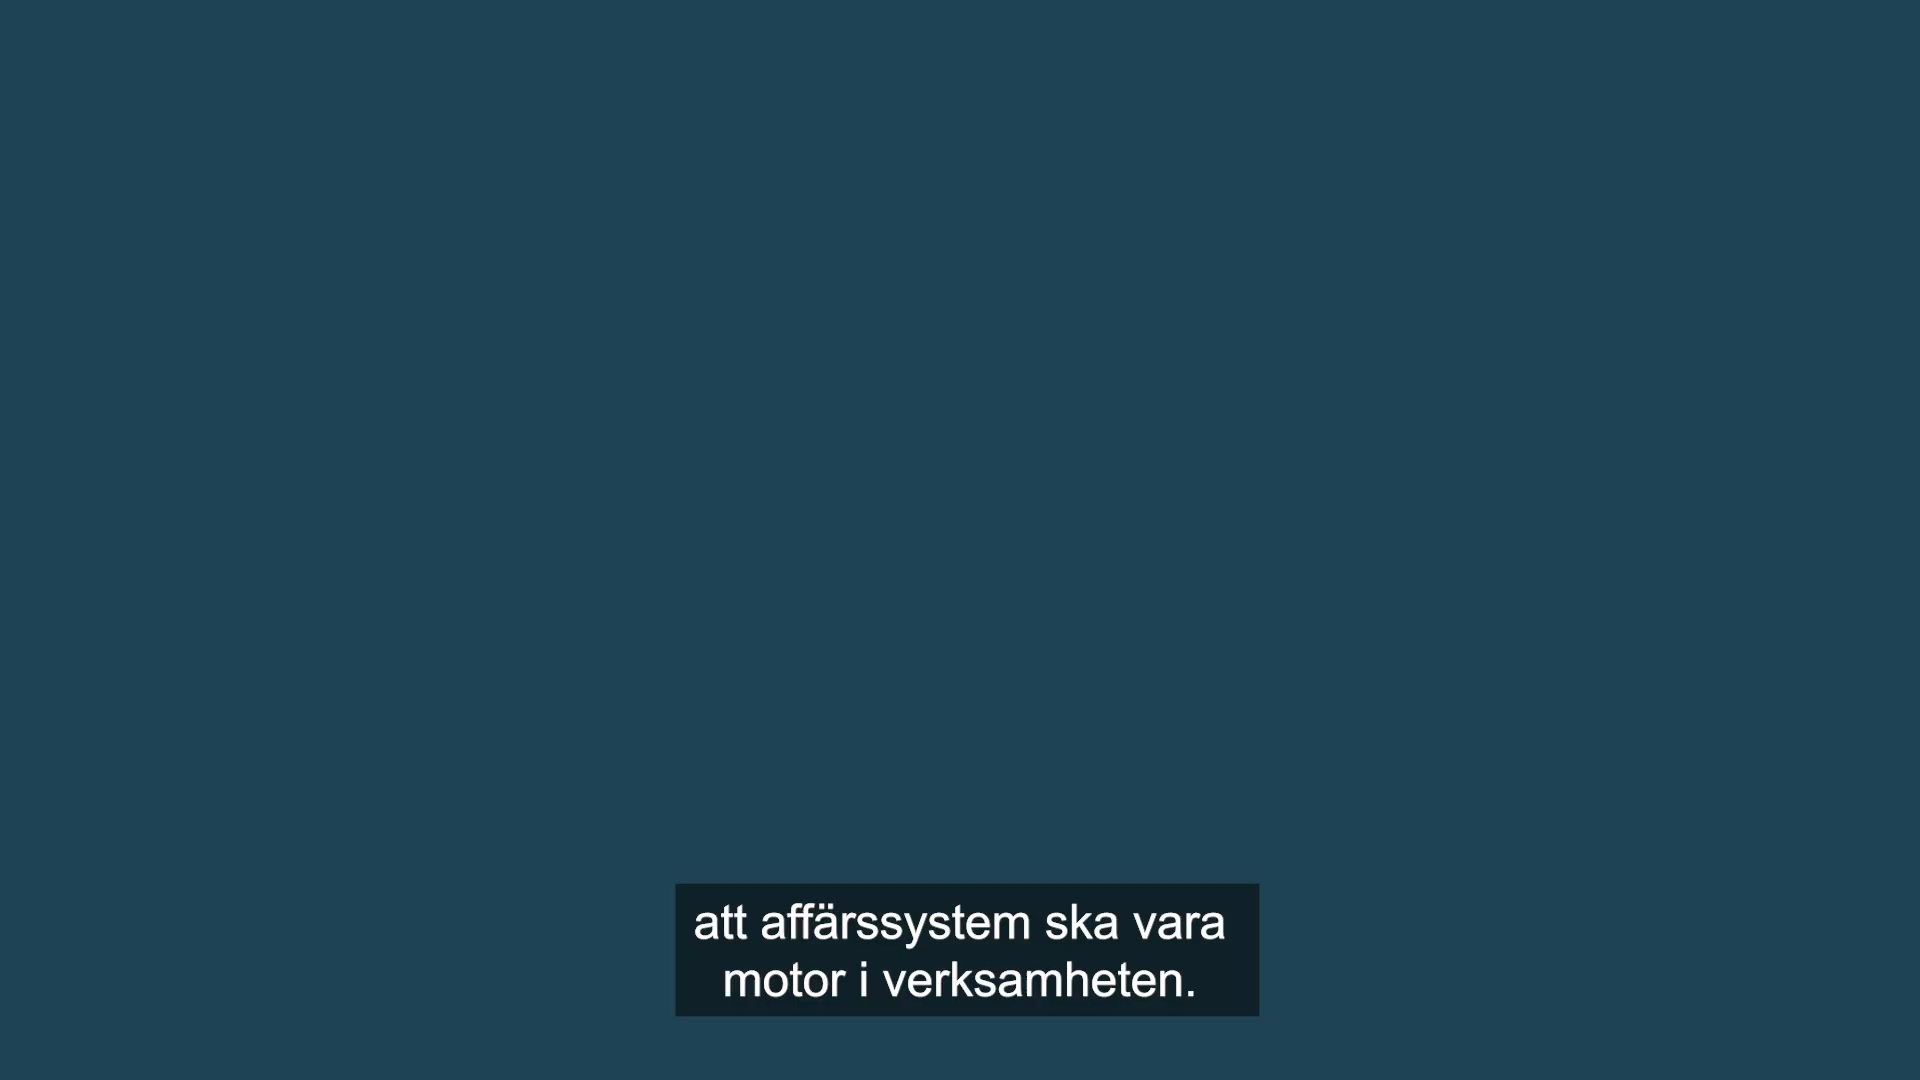 att affärssystem ska vara
motor i verksamheten.